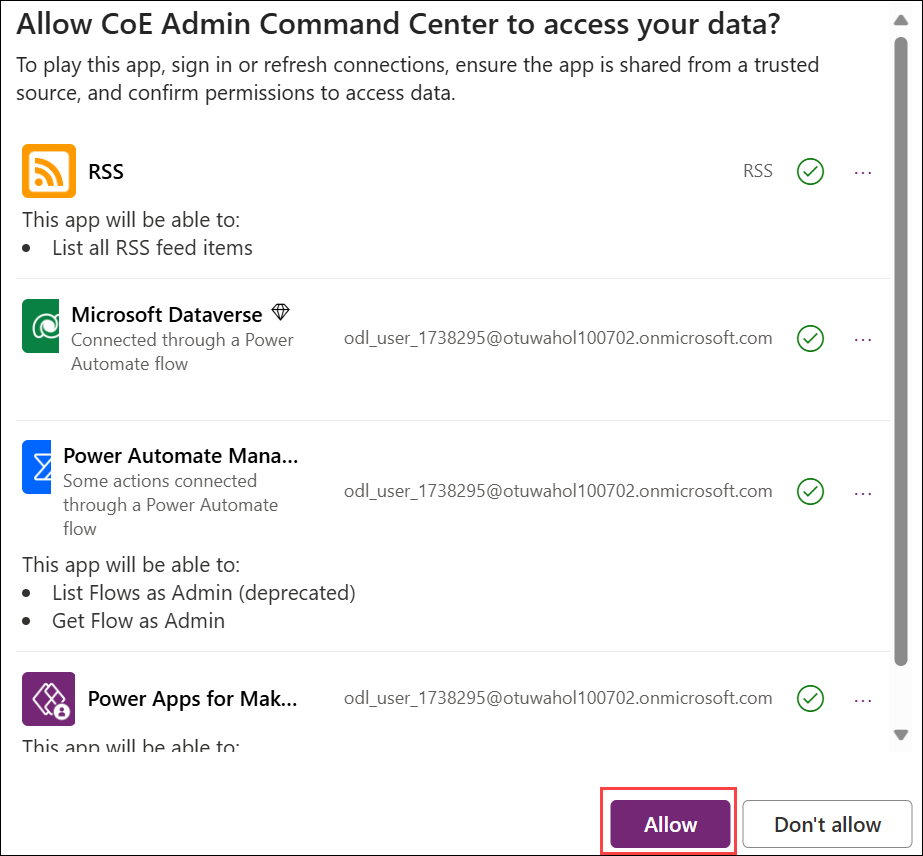 Allow CoE Admin Command Center to access your data?
To play this app, sign in or refresh connections, ensure the app is shared from a trusted
source, and confirm permissions to access data.
RSS RSS ...
This app will be able to:
• List all RSS feed items
Microsoft Dataverse
Connected through a Power
Automate flow
odl_user_1738295@otuwahol100702.onmicrosoft.com ...
Power Automate Mana...
Some actions connected
through a Power Automate
flow
odl_user_1738295@otuwahol100702.onmicrosoft.com ...
This app will be able to:
• List Flows as Admin (deprecated)
• Get Flow as Admin
Power Apps for Mak... odl_user_1738295@otuwahol100702.onmicrosoft.com ...
This app will be able to:
Allow Don't allow